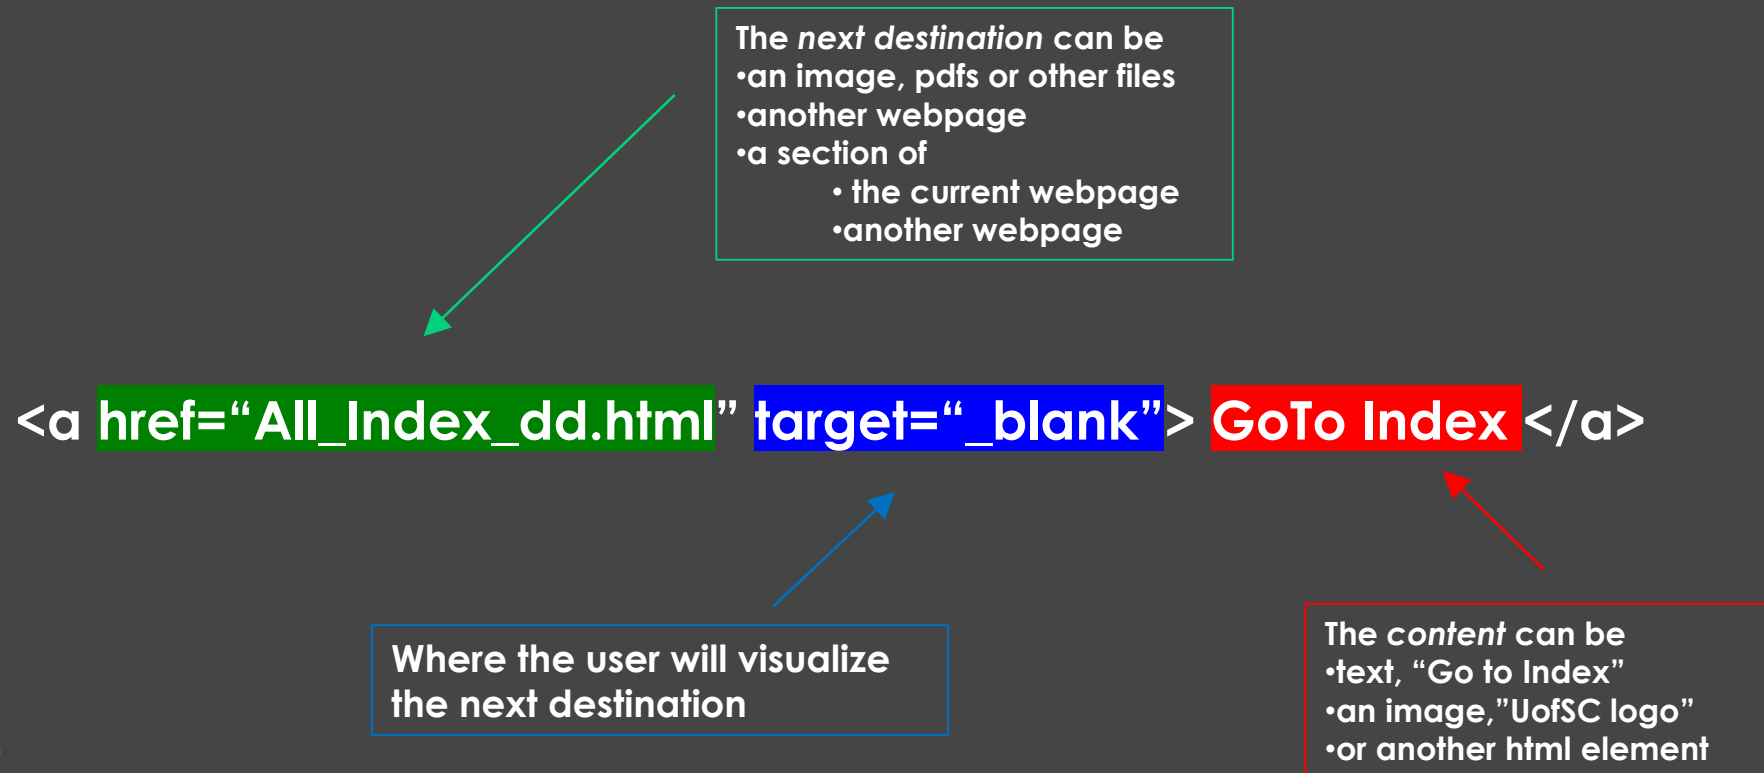 The next destination can be
•an image, pdfs or other files
•another webpage
•a section of
• the current webpage
•another webpage
<a href=“All_Index_dd.html” target=“_blank”> GoTo Index </a>
Where the user will visualize
the next destination
The content can be
•text, “Go to Index”
•an image,”UofSC logo”
•or another html element